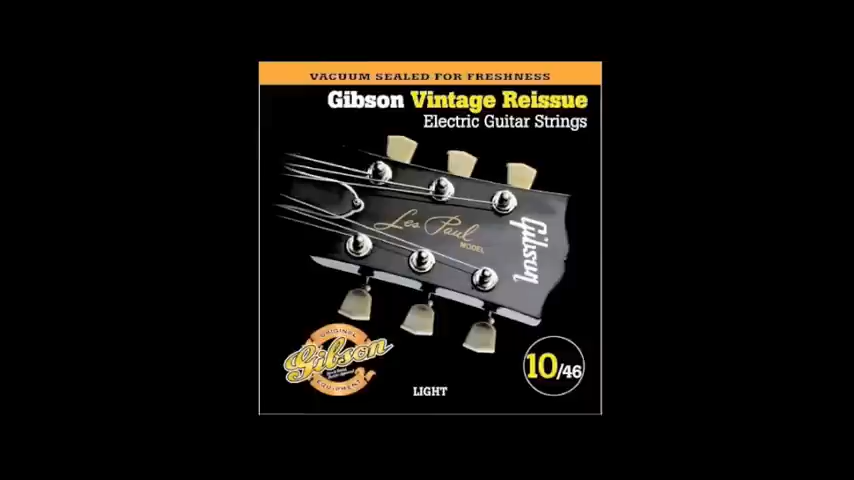 VACUUM SEALED FOR FRESHNESS
Gibson Vintage Reissue
Electric Guitar Strings
Les Paul
MODEL
Gibson
ORIGINAL
Gibson
EQUIPMENT
10/46
LIGHT